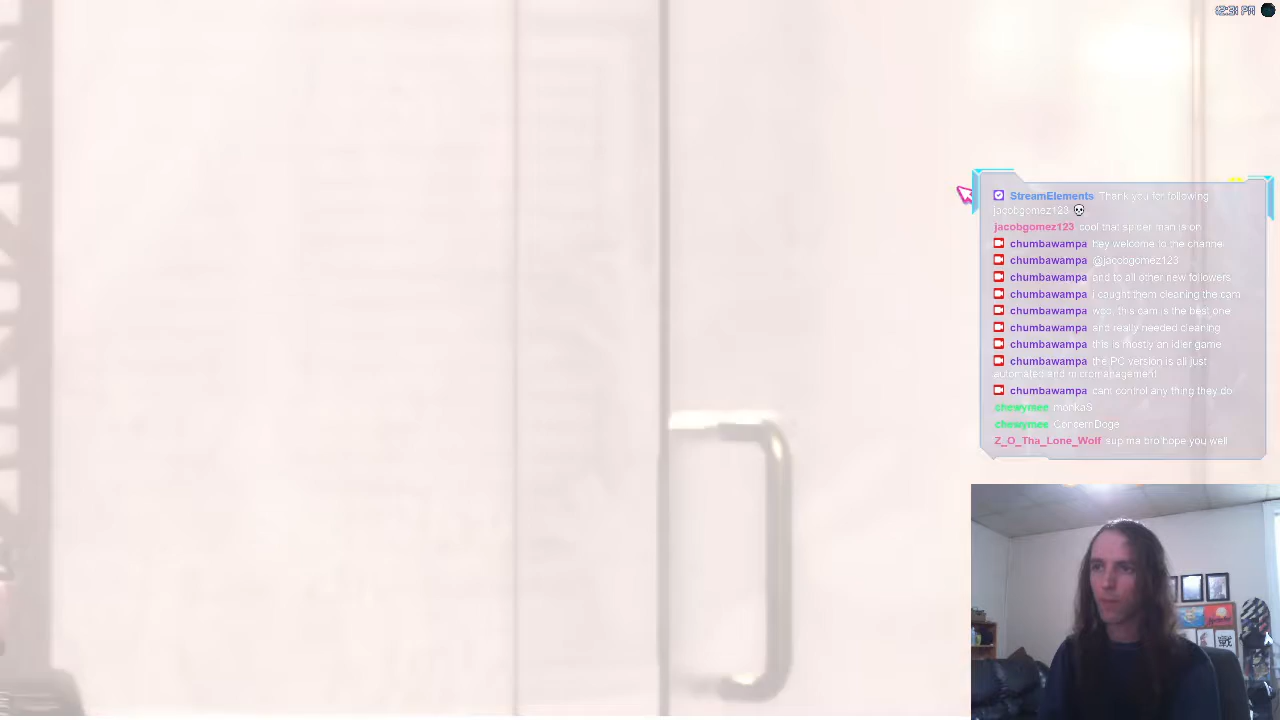 2:31 PM
StreamElements Thank you for following
jacobgomez123
jacobgomez123 cool that spider man is on
chumbawampa hey welcome to the channel
chumbawampa @jacobgomez123
chumbawampa and to all other new followers
chumbawampa i caught them cleaning the cam
chumbawampa woo! this cam is the best one
chumbawampa and really needed cleaning
chumbawampa this is mostly an idler game
chumbawampa the PC version is all just
automated and micromanagement
chumbawampa cant control any thing they do
chewymee monkaS
chewymee ConcernDoge
Z_O_Tha_Lone_Wolf sup ma bro hope you well